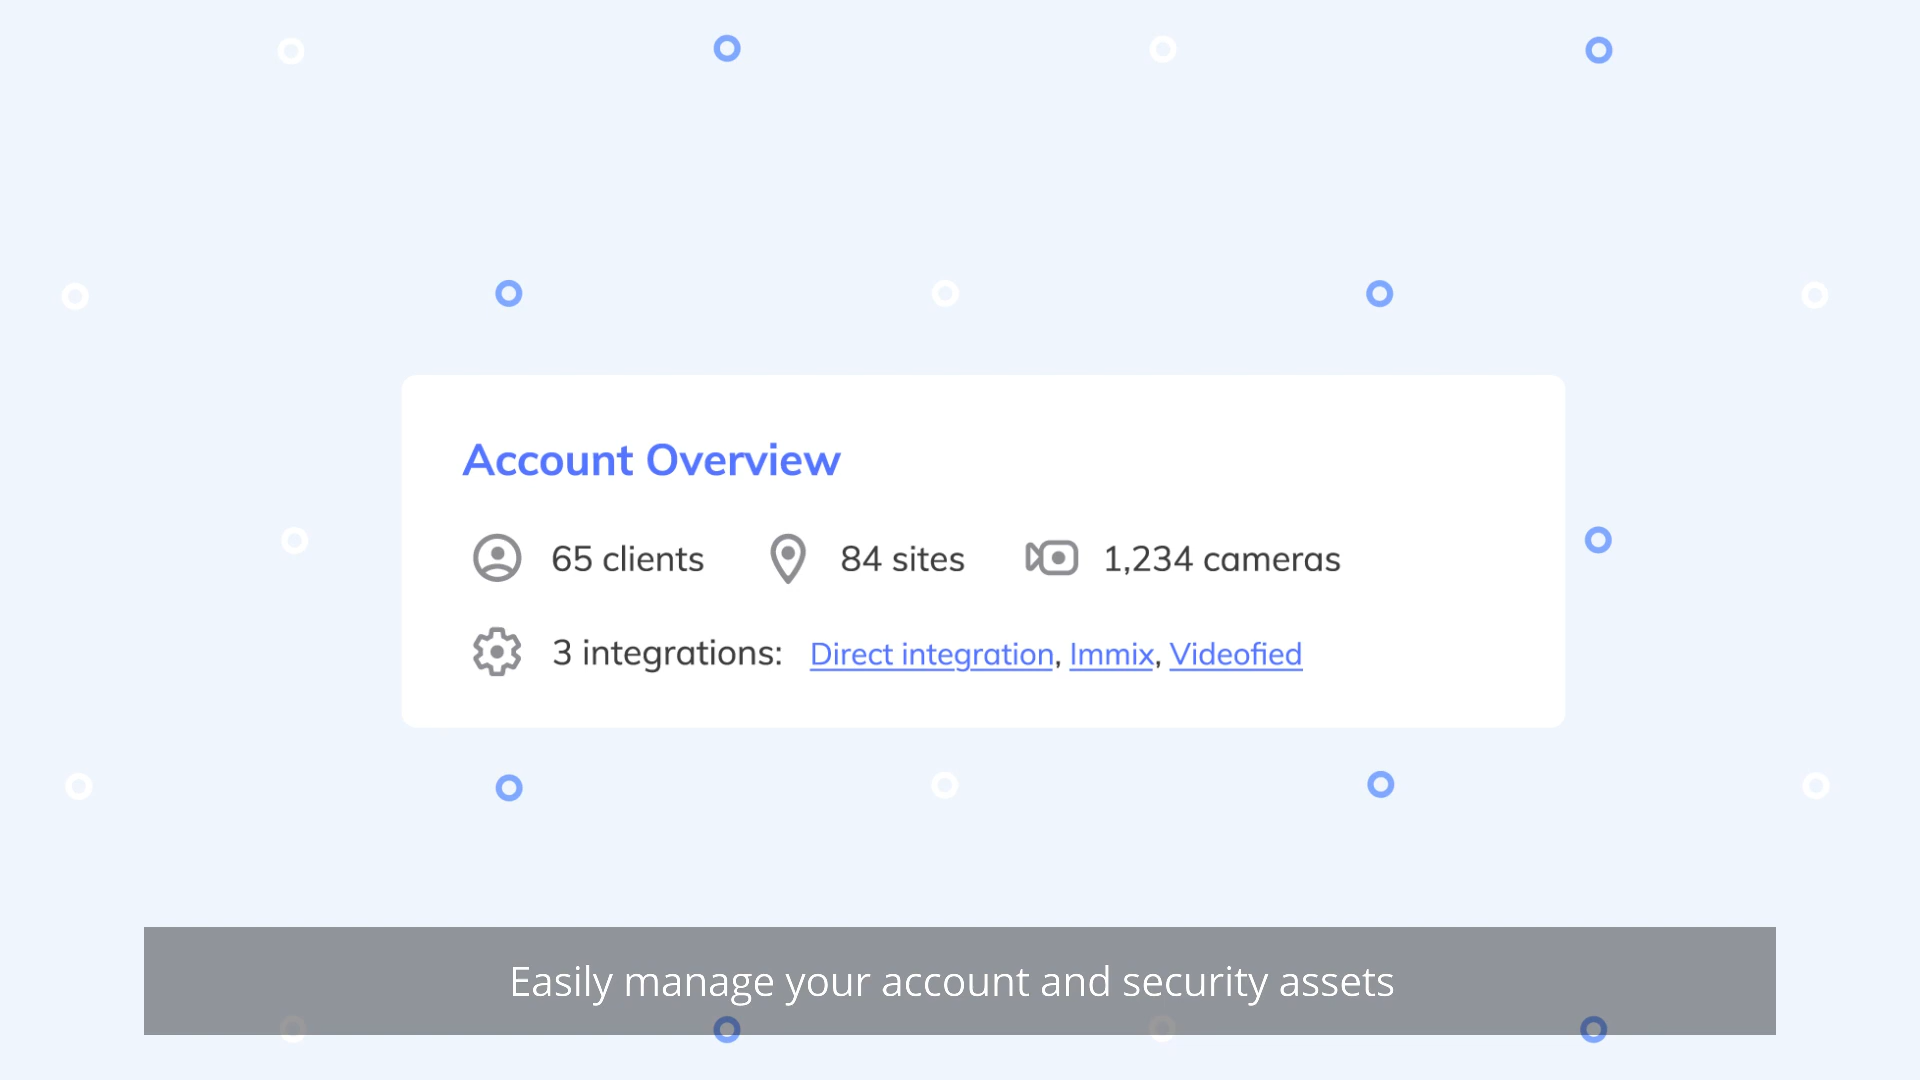 Account Overview
65 clients 84 sites 1,234 cameras
3 integrations: Direct integration, Immix, Videofied
Easily manage your account and security assets